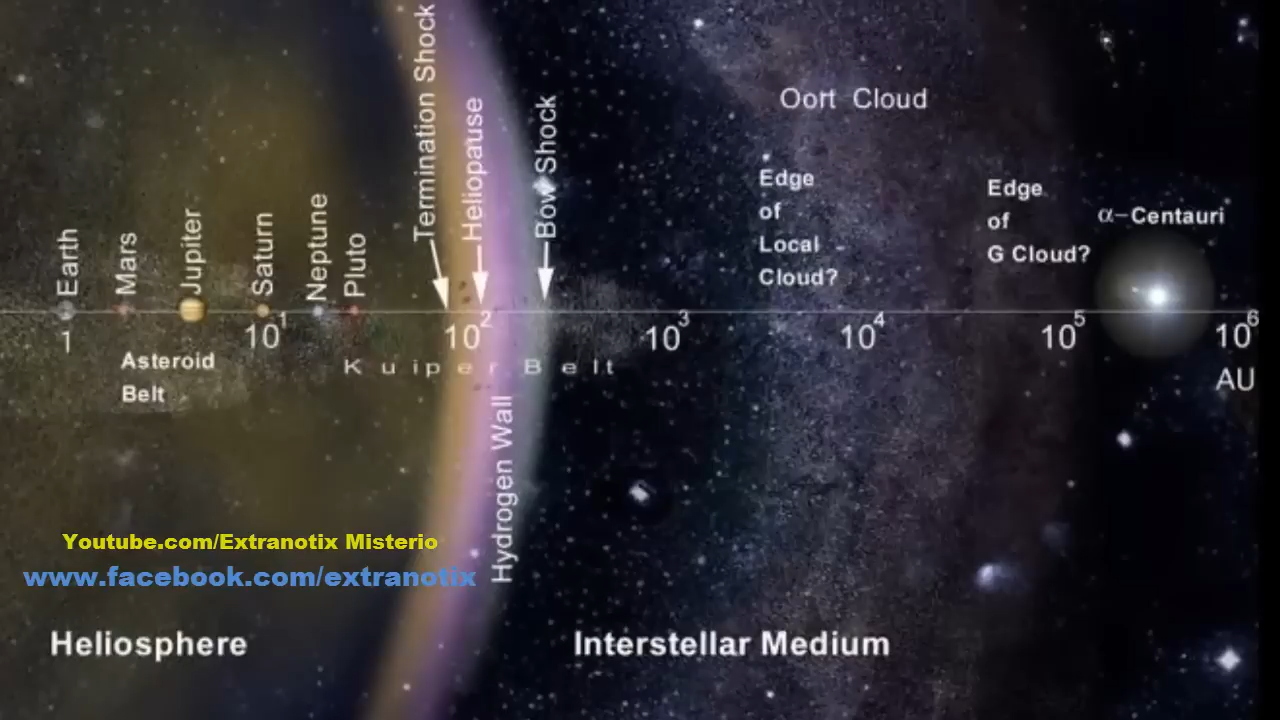 Termination Shock
Heliopause
Bow Shock
Oort Cloud
Edge
of
Local
Cloud?
Edge
of
G Cloud?
α-Centauri
Earth
Mars
Jupiter
Saturn
Neptune
Pluto
1
10¹
10²
10³
10⁴
10⁵
10⁶
AU
Asteroid
Belt
Kuiper Belt
Hydrogen Wall
Youtube.com/Extranotix Misterio
www.facebook.com/extranotix
Heliosphere
Interstellar Medium